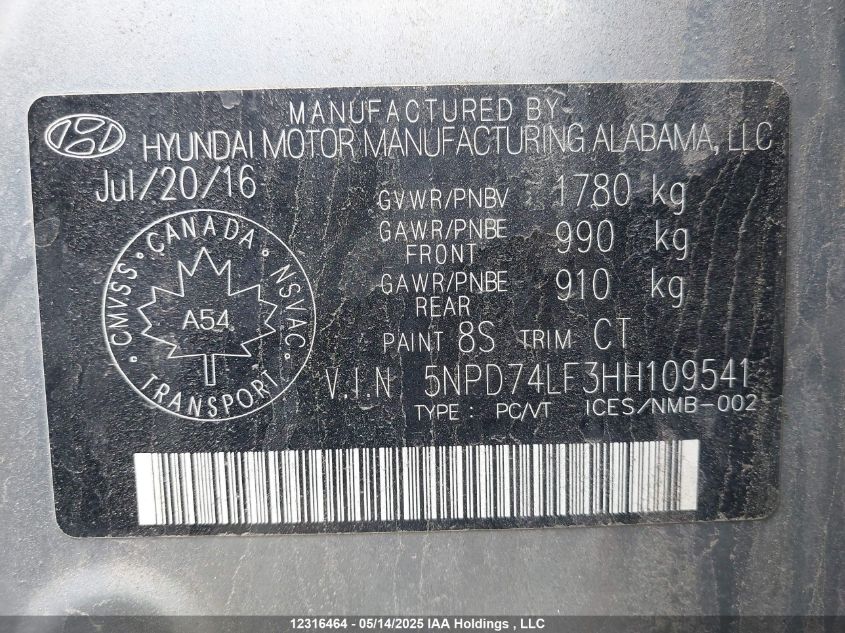 MANUFACTURED BY
HYUNDAI MOTOR MANUFACTURING ALABAMA, LLC
Jul/20/16
GVWR/PNBV 1780 kg
GAWR/PNBE FRONT 990 kg
GAWR/PNBE REAR 910 kg
CANADA
CMVSS
NSVAC
A54
TRANSPORT
PAINT 8S TRIM CT
V.I.N 5NPD74LF3HH109541
TYPE : PC/VT ICES/NMB-002
12316464 - 05/14/2025 IAA Holdings , LLC